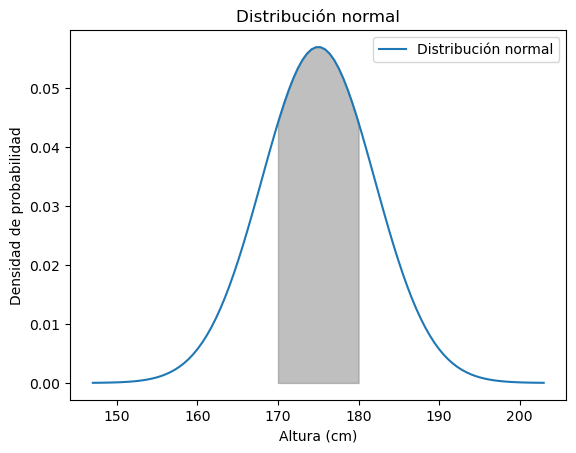 Distribución normal
Distribución normal
0.05
0.04
0.03
0.02
0.01
0.00
Densidad de probabilidad
150 160 170 180 190 200
Altura (cm)